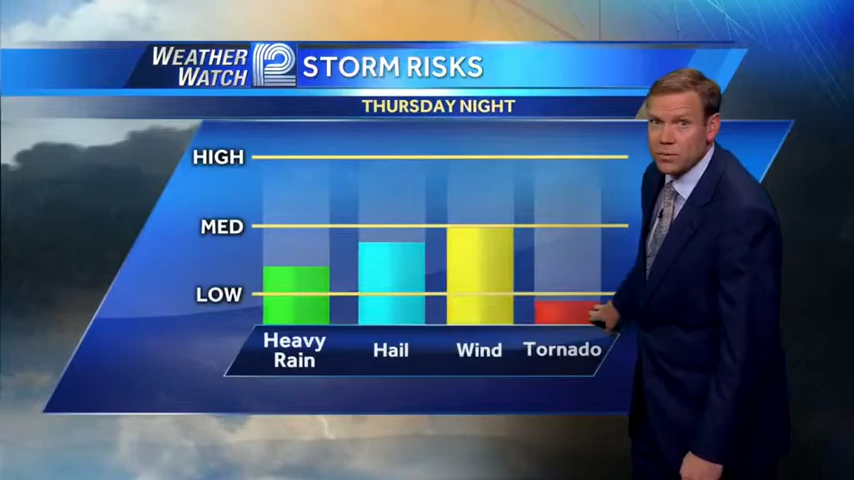 WEATHER WATCH 12 STORM RISKS
THURSDAY NIGHT
HIGH
MED
LOW
Heavy Rain
Hail
Wind
Tornado